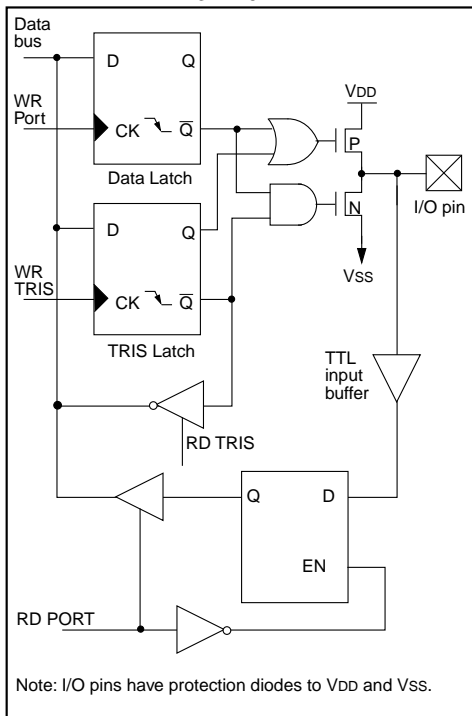 Data
bus
D
Q
VDD
WR
Port
CK
Q
P
Data Latch
I/O pin
D
Q
N
WR
TRIS
CK
Q
VSS
TRIS Latch
TTL
input
buffer
RD TRIS
Q
D
EN
RD PORT
Note: I/O pins have protection diodes to VDD and VSS.